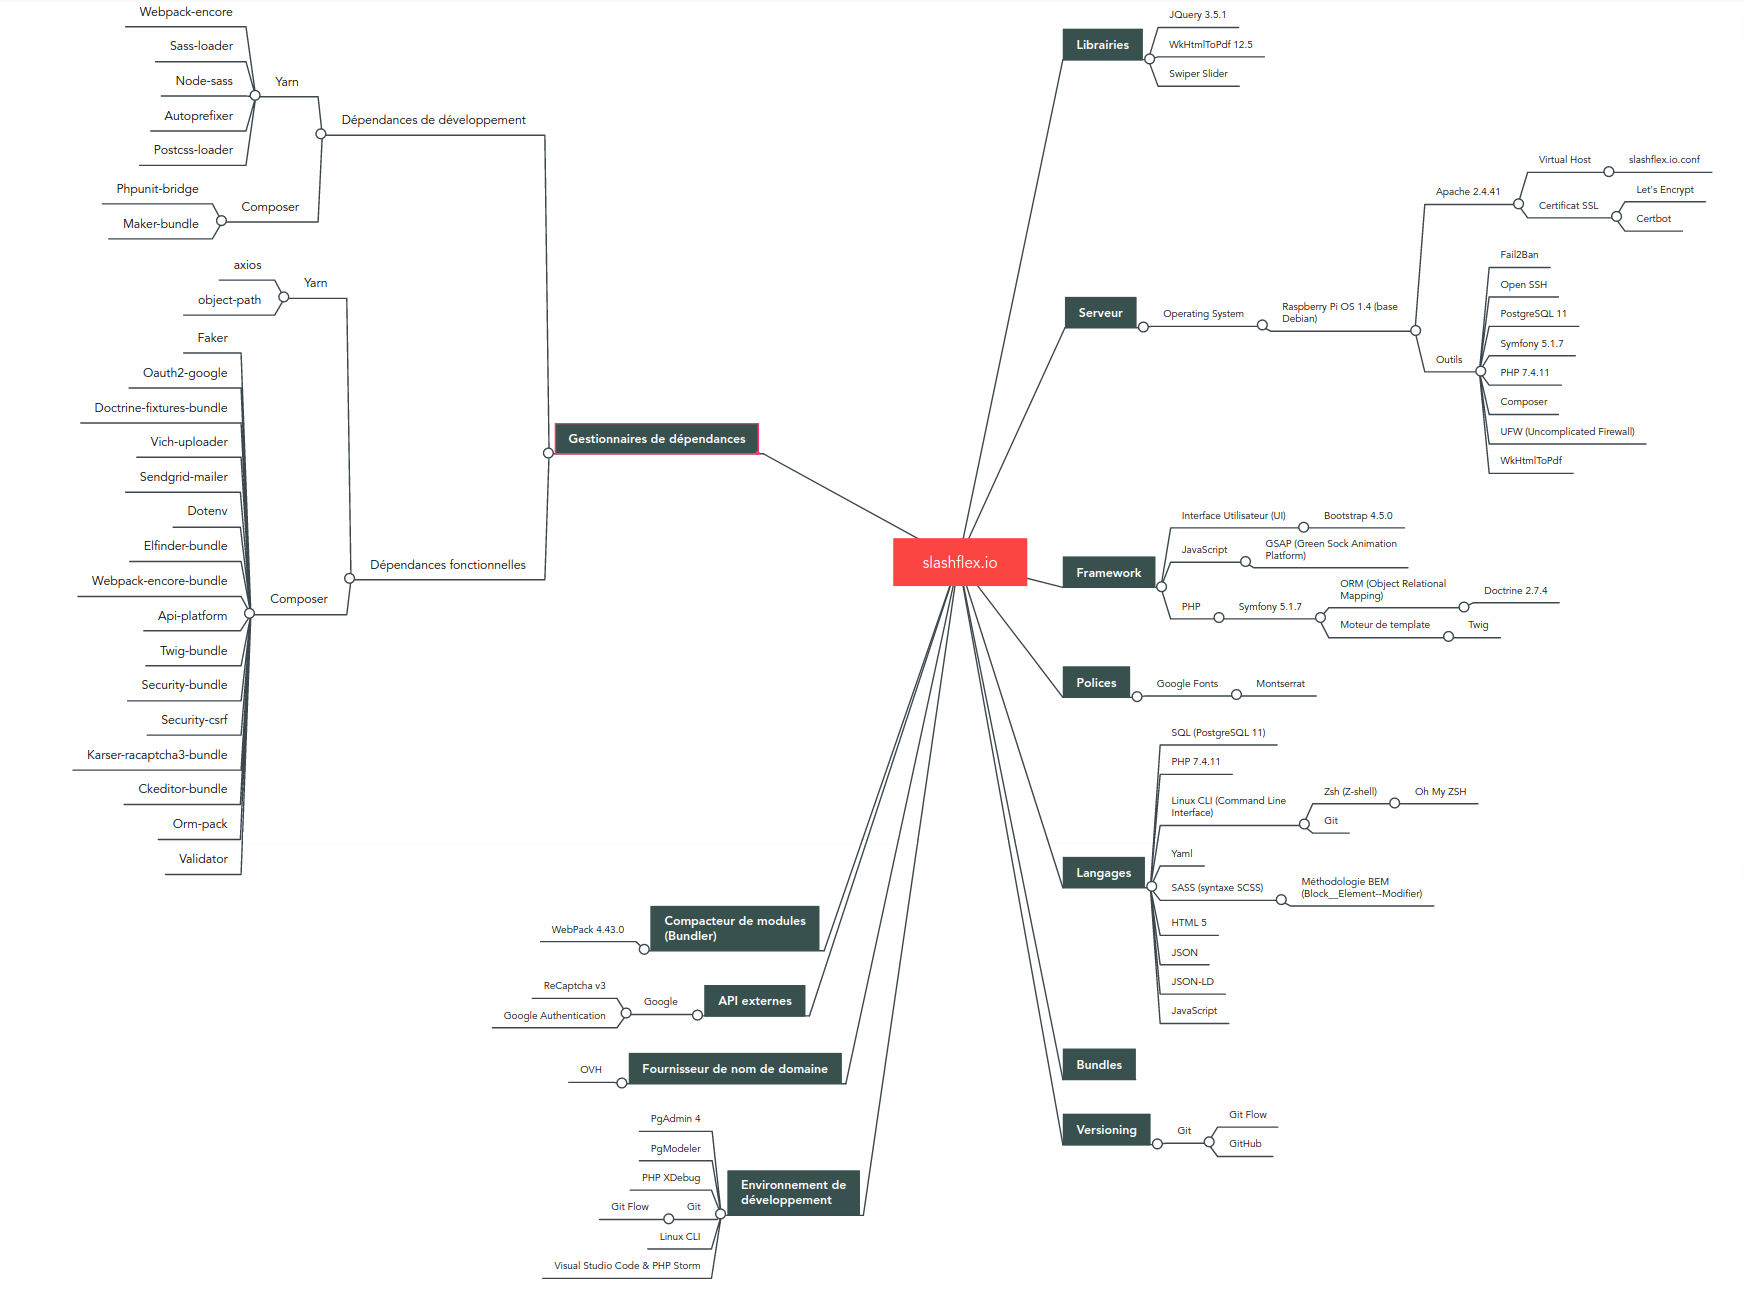 slashflex.io
Gestionnaires de dépendances
Dépendances de développement
Yarn
Webpack-encore
Sass-loader
Node-sass
Autoprefixer
Postcss-loader
Composer
Phpunit-bridge
Maker-bundle
Dépendances fonctionnelles
Yarn
axios
object-path
Composer
Faker
Oauth2-google
Doctrine-fixtures-bundle
Vich-uploader
Sendgrid-mailer
Dotenv
Elfinder-bundle
Webpack-encore-bundle
Api-platform
Twig-bundle
Security-bundle
Security-csrf
Karser-racaptcha3-bundle
Ckeditor-bundle
Orm-pack
Validator
Compacteur de modules
(Bundler)
WebPack 4.43.0
API externes
Google
ReCaptcha v3
Google Authentication
Fournisseur de nom de domaine
OVH
Environnement de
développement
PgAdmin 4
PgModeler
PHP XDebug
Git
Git Flow
Linux CLI
Visual Studio Code & PHP Storm
Librairies
JQuery 3.5.1
WkHtmlToPdf 12.5
Swiper Slider
Serveur
Operating System
Raspberry Pi OS 1.4 (base
Debian)
Apache 2.4.41
Virtual Host
slashflex.io.conf
Certificat SSL
Let's Encrypt
Certbot
Outils
Fail2Ban
Open SSH
PostgreSQL 11
Symfony 5.1.7
PHP 7.4.11
Composer
UFW (Uncomplicated Firewall)
WkHtmlToPdf
Framework
Interface Utilisateur (UI)
Bootstrap 4.5.0
JavaScript
GSAP (Green Sock Animation
Platform)
PHP
Symfony 5.1.7
ORM (Object Relational
Mapping)
Doctrine 2.7.4
Moteur de template
Twig
Polices
Google Fonts
Montserrat
Langages
SQL (PostgreSQL 11)
PHP 7.4.11
Linux CLI (Command Line
Interface)
Zsh (Z-shell)
Oh My ZSH
Git
Yaml
SASS (syntaxe SCSS)
Méthodologie BEM
(Block__Element--Modifier)
HTML 5
JSON
JSON-LD
JavaScript
Bundles
Versioning
Git
Git Flow
GitHub